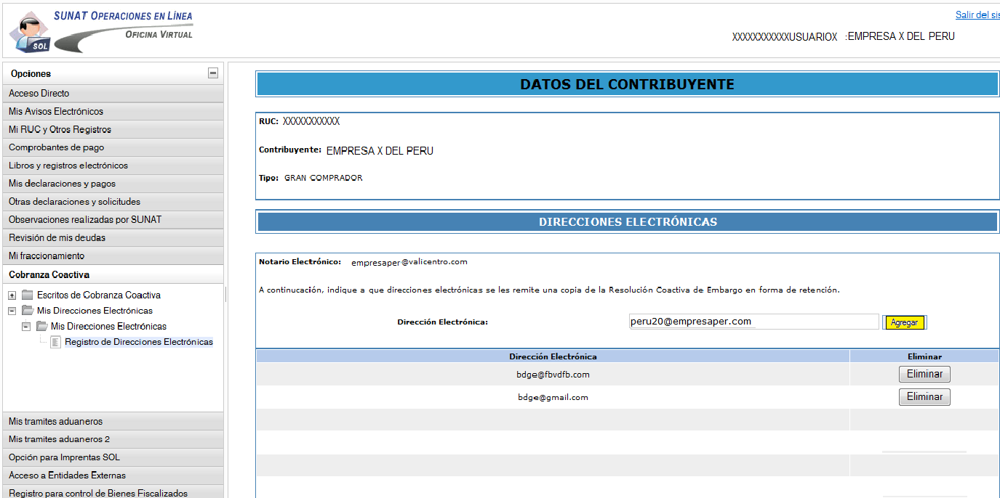 SUNAT OPERACIONES EN LÍNEA
OFICINA VIRTUAL
SOL
Salir del sis
XXXXXXXXXXXUSUARIOX :EMPRESA X DEL PERU
Opciones
Acceso Directo
Mis Avisos Electrónicos
Mi RUC y Otros Registros
Comprobantes de pago
Libros y registros electrónicos
Mis declaraciones y pagos
Otras declaraciones y solicitudes
Observaciones realizadas por SUNAT
Revisión de mis deudas
Mi fraccionamiento
Cobranza Coactiva
Escritos de Cobranza Coactiva
Mis Direcciones Electrónicas
Mis Direcciones Electrónicas
Registro de Direcciones Electrónicas
Mis tramites aduaneros
Mis tramites aduaneros 2
Opción para Imprentas SOL
Acceso a Entidades Externas
Registro para control de Bienes Fiscalizados
DATOS DEL CONTRIBUYENTE
RUC: XXXXXXXXXXX
Contribuyente: EMPRESA X DEL PERU
Tipo: GRAN COMPRADOR
DIRECCIONES ELECTRÓNICAS
Notario Electrónico: empresaper@valicentro.com
A continucación, indique a que direcciones electrónicas se les remite una copia de la Resolución Coactiva de Embargo en forma de retención.
Dirección Electrónica: peru20@empresaper.com Agregar
Dirección Electrónica Eliminar
bdge@fbvdfb.com Eliminar
bdge@gmail.com Eliminar